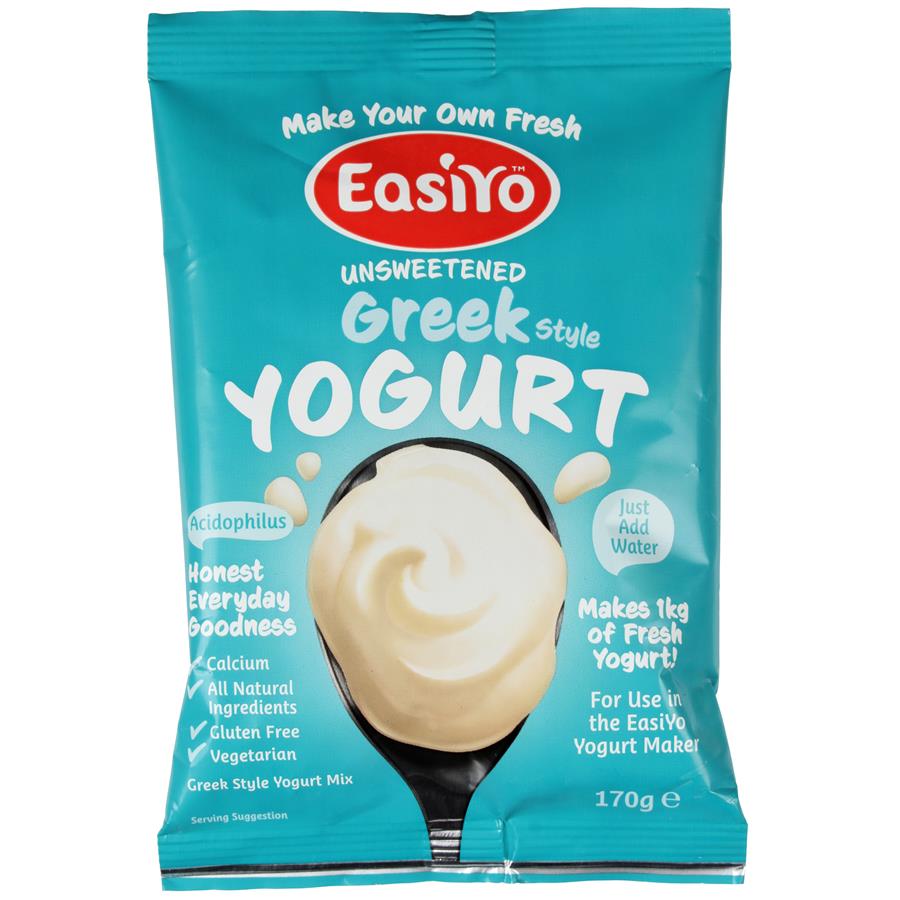 Make Your Own Fresh
EasiYo™
UNSWEETENED
Greek Style
YOGURT
Acidophilus
Honest
Everyday
Goodness
Calcium
All Natural
Ingredients
Gluten Free
Vegetarian
Greek Style Yogurt Mix
Serving Suggestion
Just
Add
Water
Makes 1kg
of Fresh
Yogurt!
For Use in
the EasiYo
Yogurt Maker
170g ℮